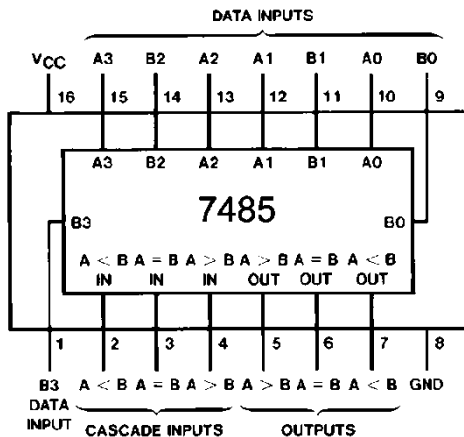 DATA INPUTS
VCC A3 B2 A2 A1 B1 A0 B0
16 15 14 13 12 11 10 9
A3 B2 A2 A1 B1 A0
7485
B3 B0
A < B A = B A > B A > B A = B A < B
IN IN IN OUT OUT OUT
1 2 3 4 5 6 7 8
B3 A < B A = B A > B A > B A = B A < B GND
DATA
INPUT CASCADE INPUTS OUTPUTS